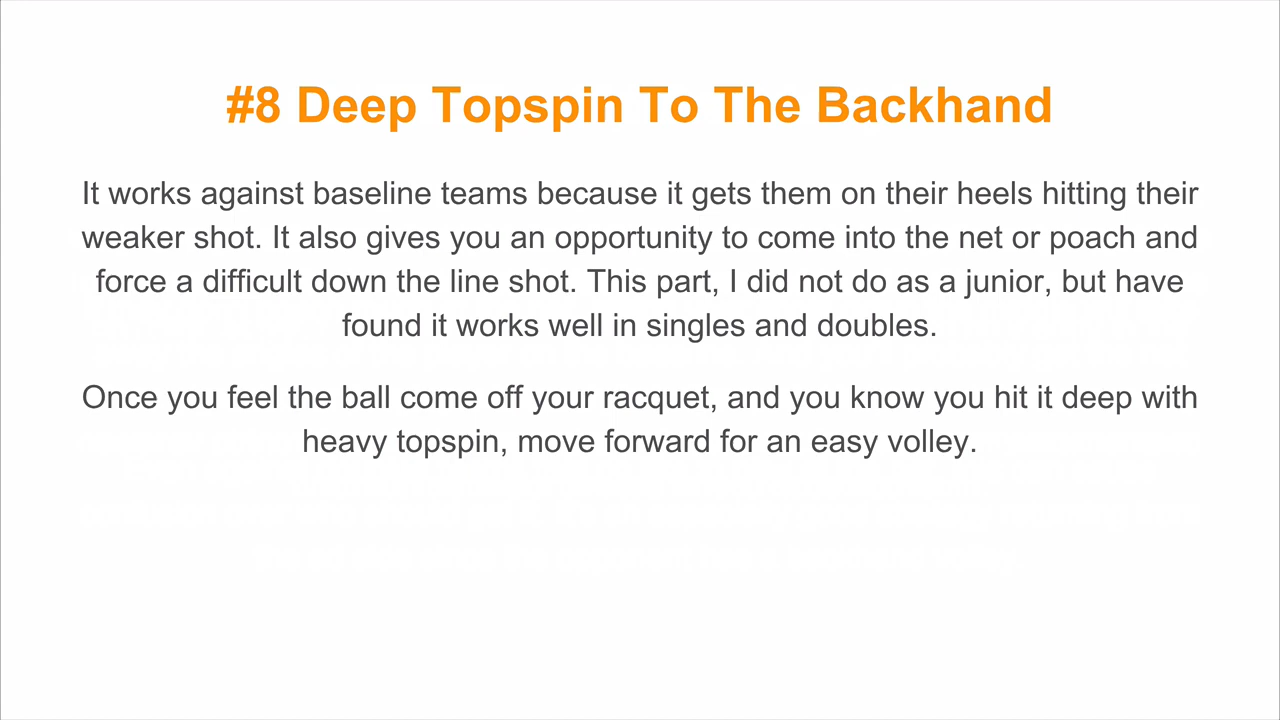 #8 Deep Topspin To The Backhand
It works against baseline teams because it gets them on their heels hitting their
weaker shot. It also gives you an opportunity to come into the net or poach and
force a difficult down the line shot. This part, I did not do as a junior, but have
found it works well in singles and doubles.
Once you feel the ball come off your racquet, and you know you hit it deep with
heavy topspin, move forward for an easy volley.